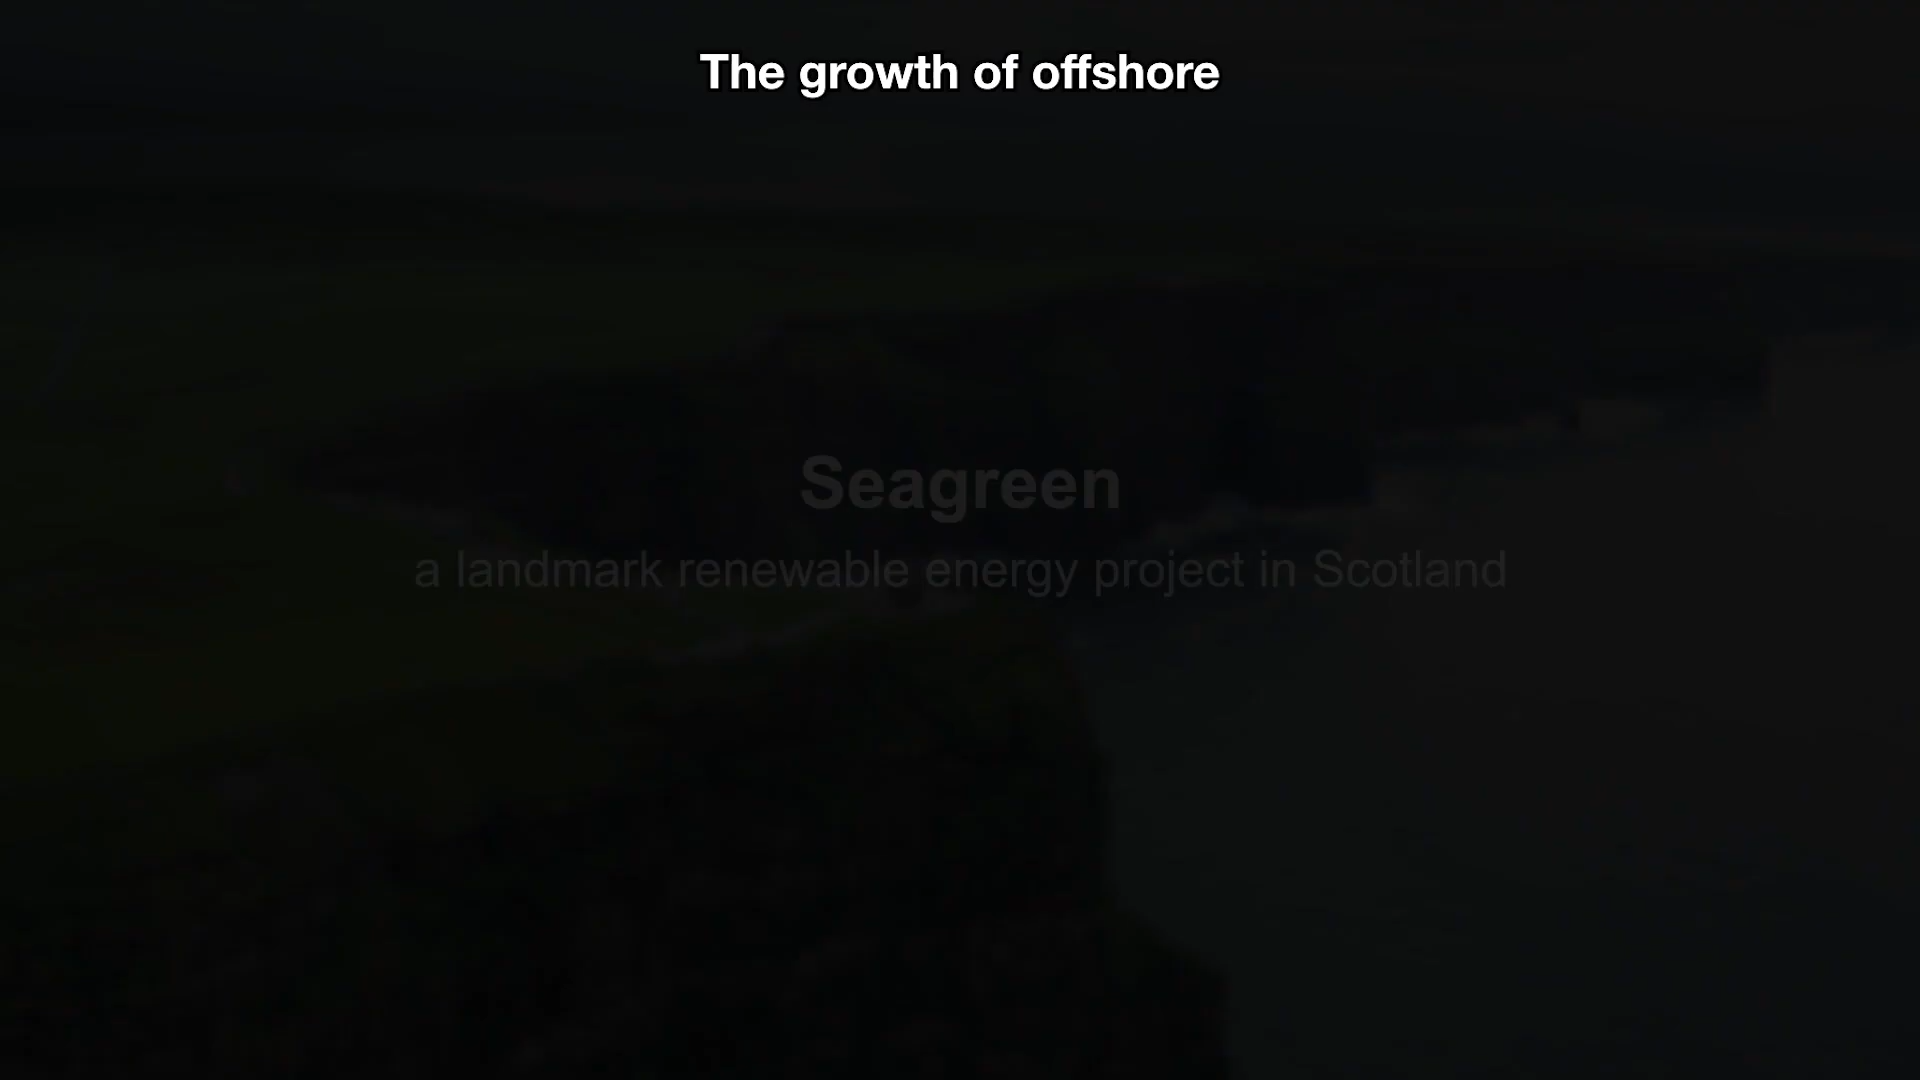 The growth of offshore
Seagreen
a landmark renewable energy project in Scotland